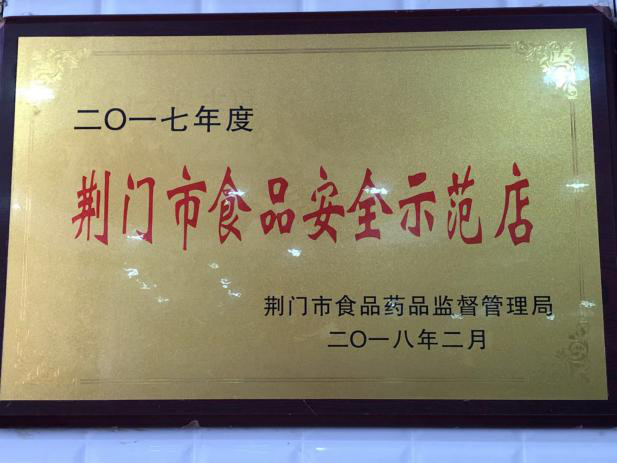 二〇一七年度
荆门市食品安全示范店
荆门市食品药品监督管理局
二〇一八年二月